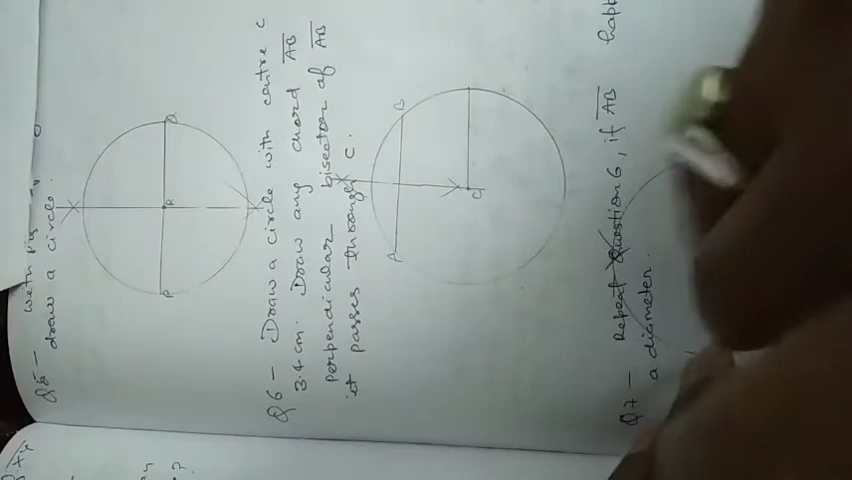 Q5 - with
draw a circle.
P
R
Q
Q6 - Draw a circle with centre C
3.4 cm. Draw any chord AB
perpendicular bisector of AB
it passes through C.
A
B
C
Q7 - Repeat Question 6, if AB happ
a diameter.